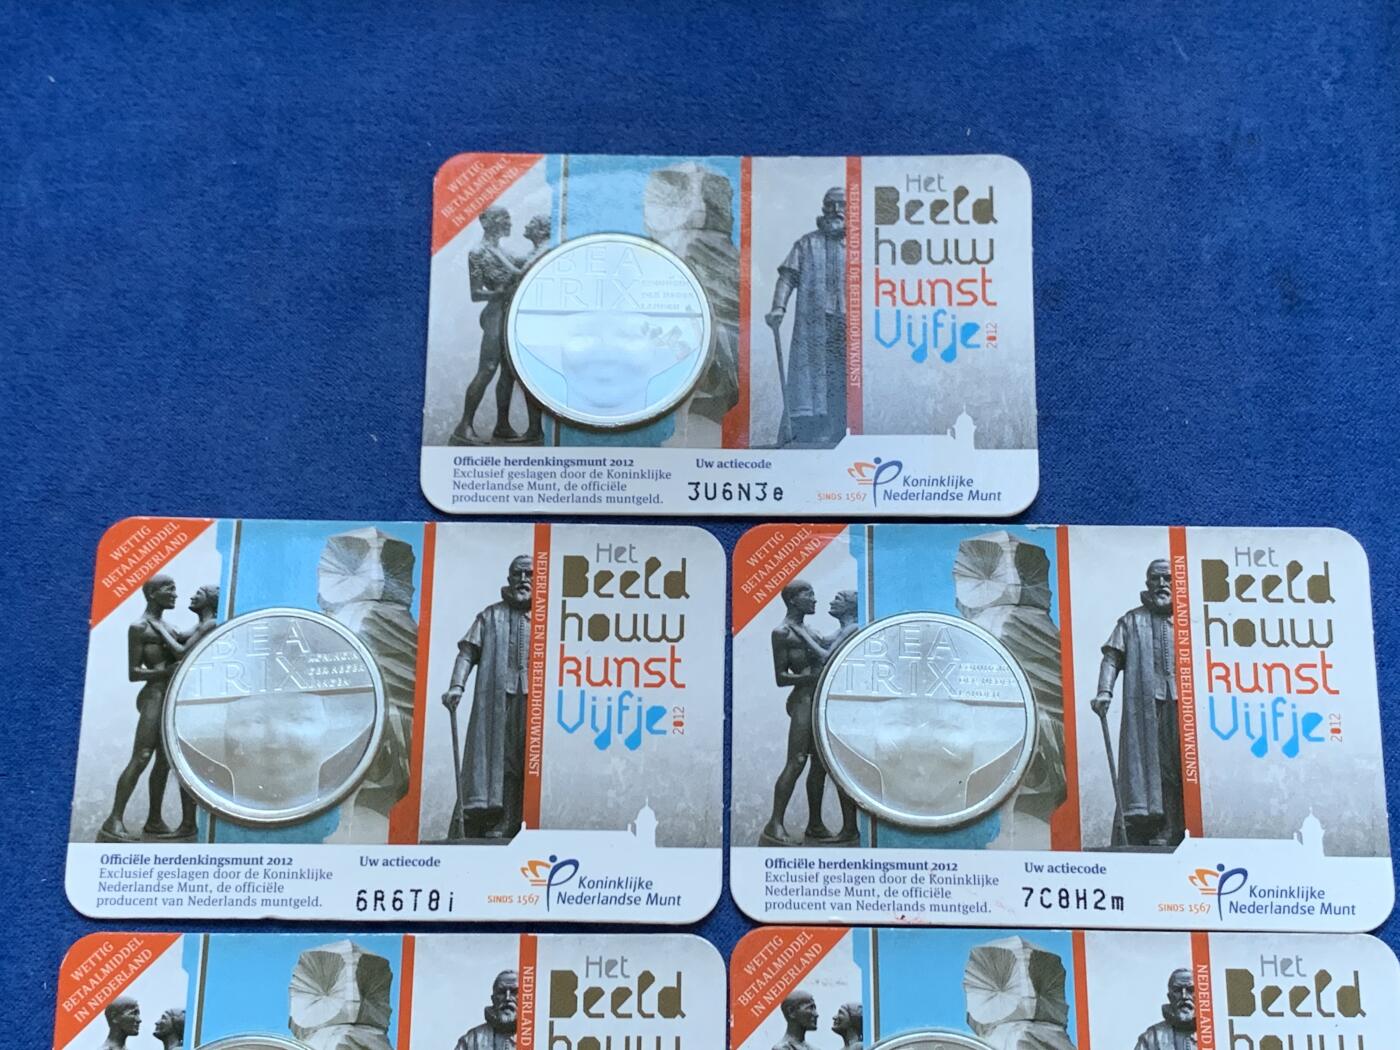 WETTIG
BETAALMIDDEL
IN NEDERLAND
BEA
TRIX
NEDERLAND EN DE BEELDHOUWKUNST
Het
Beeld
houw
kunst
Vijfje
2012
Officiële herdenkingsmunt 2012
Exclusief geslagen door de Koninklijke
Nederlandse Munt, de officiële
producent van Nederlands muntgeld.
Uw actiecode
3U6N3e
SINDS 1567
Koninklijke
Nederlandse Munt
WETTIG
BETAALMIDDEL
IN NEDERLAND
BEA
TRIX
NEDERLAND EN DE BEELDHOUWKUNST
Het
Beeld
houw
kunst
Vijfje
2012
Officiële herdenkingsmunt 2012
Exclusief geslagen door de Koninklijke
Nederlandse Munt, de officiële
producent van Nederlands muntgeld.
Uw actiecode
6R6T8i
SINDS 1567
Koninklijke
Nederlandse Munt
WETTIG
BETAALMIDDEL
IN NEDERLAND
BEA
TRIX
NEDERLAND EN DE BEELDHOUWKUNST
Het
Beeld
houw
kunst
Vijfje
2012
Officiële herdenkingsmunt 2012
Exclusief geslagen door de Koninklijke
Nederlandse Munt, de officiële
producent van Nederlands muntgeld.
Uw actiecode
7C8H2m
SINDS 1567
Koninklijke
Nederlandse Munt
WETTIG
BETAALMIDDEL
IN NEDERLAND
NEDERLAND
Het
Beeld
houw
WETTIG
BETAALMIDDEL
IN NEDERLAND
NEDERLAND
Het
Beeld
houw